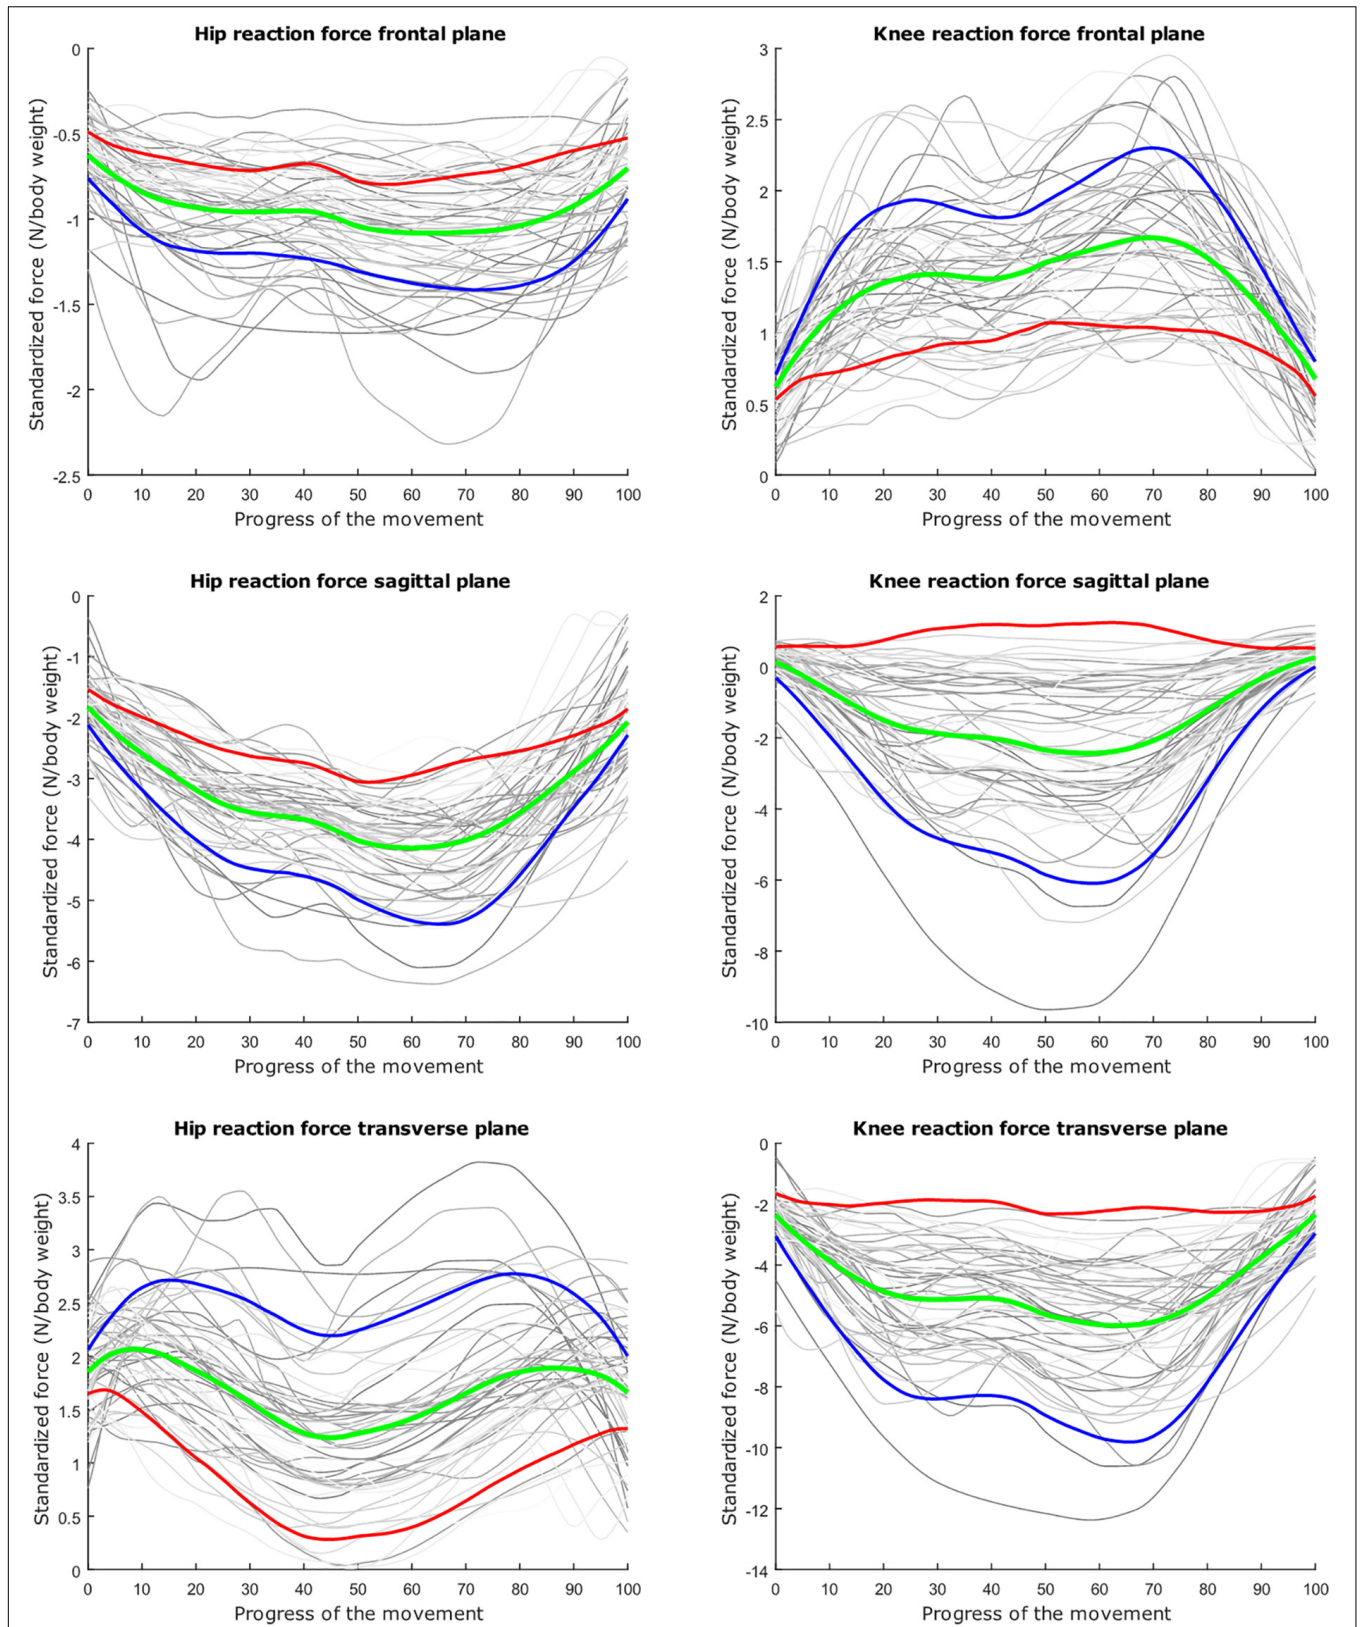 Hip reaction force frontal plane
Standardized force (N/body weight)
0
-0.5
-1
-1.5
-2
-2.5
0 10 20 30 40 50 60 70 80 90 100
Progress of the movement
Knee reaction force frontal plane
Standardized force (N/body weight)
3
2.5
2
1.5
1
0.5
0
0 10 20 30 40 50 60 70 80 90 100
Progress of the movement
Hip reaction force sagittal plane
Standardized force (N/body weight)
0
-1
-2
-3
-4
-5
-6
-7
0 10 20 30 40 50 60 70 80 90 100
Progress of the movement
Knee reaction force sagittal plane
Standardized force (N/body weight)
2
0
-2
-4
-6
-8
-10
0 10 20 30 40 50 60 70 80 90 100
Progress of the movement
Hip reaction force transverse plane
Standardized force (N/body weight)
4
3.5
3
2.5
2
1.5
1
0.5
0
0 10 20 30 40 50 60 70 80 90 100
Progress of the movement
Knee reaction force transverse plane
Standardized force (N/body weight)
0
-2
-4
-6
-8
-10
-12
-14
0 10 20 30 40 50 60 70 80 90 100
Progress of the movement